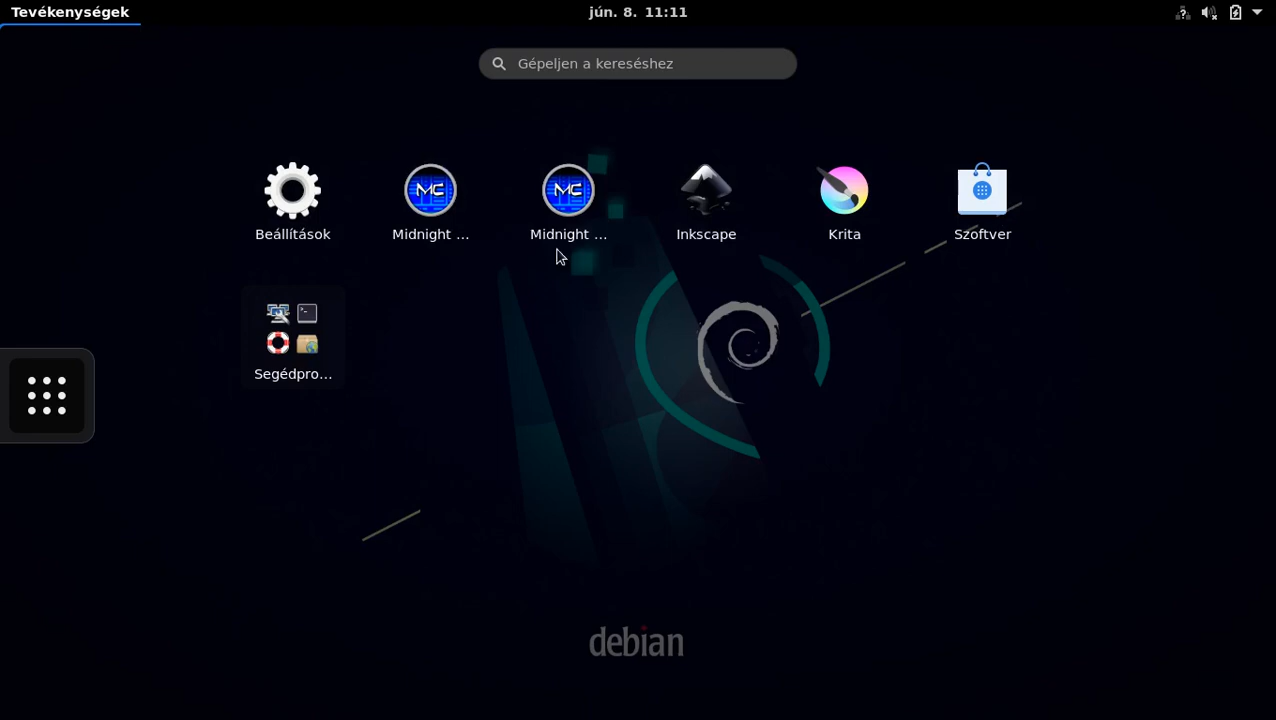 Tevékenységek
jún. 8. 11:11
Gépeljen a kereséshez
Beállítások
Midnight ...
Midnight ...
Inkscape
Krita
Szoftver
Segédpro...
debian